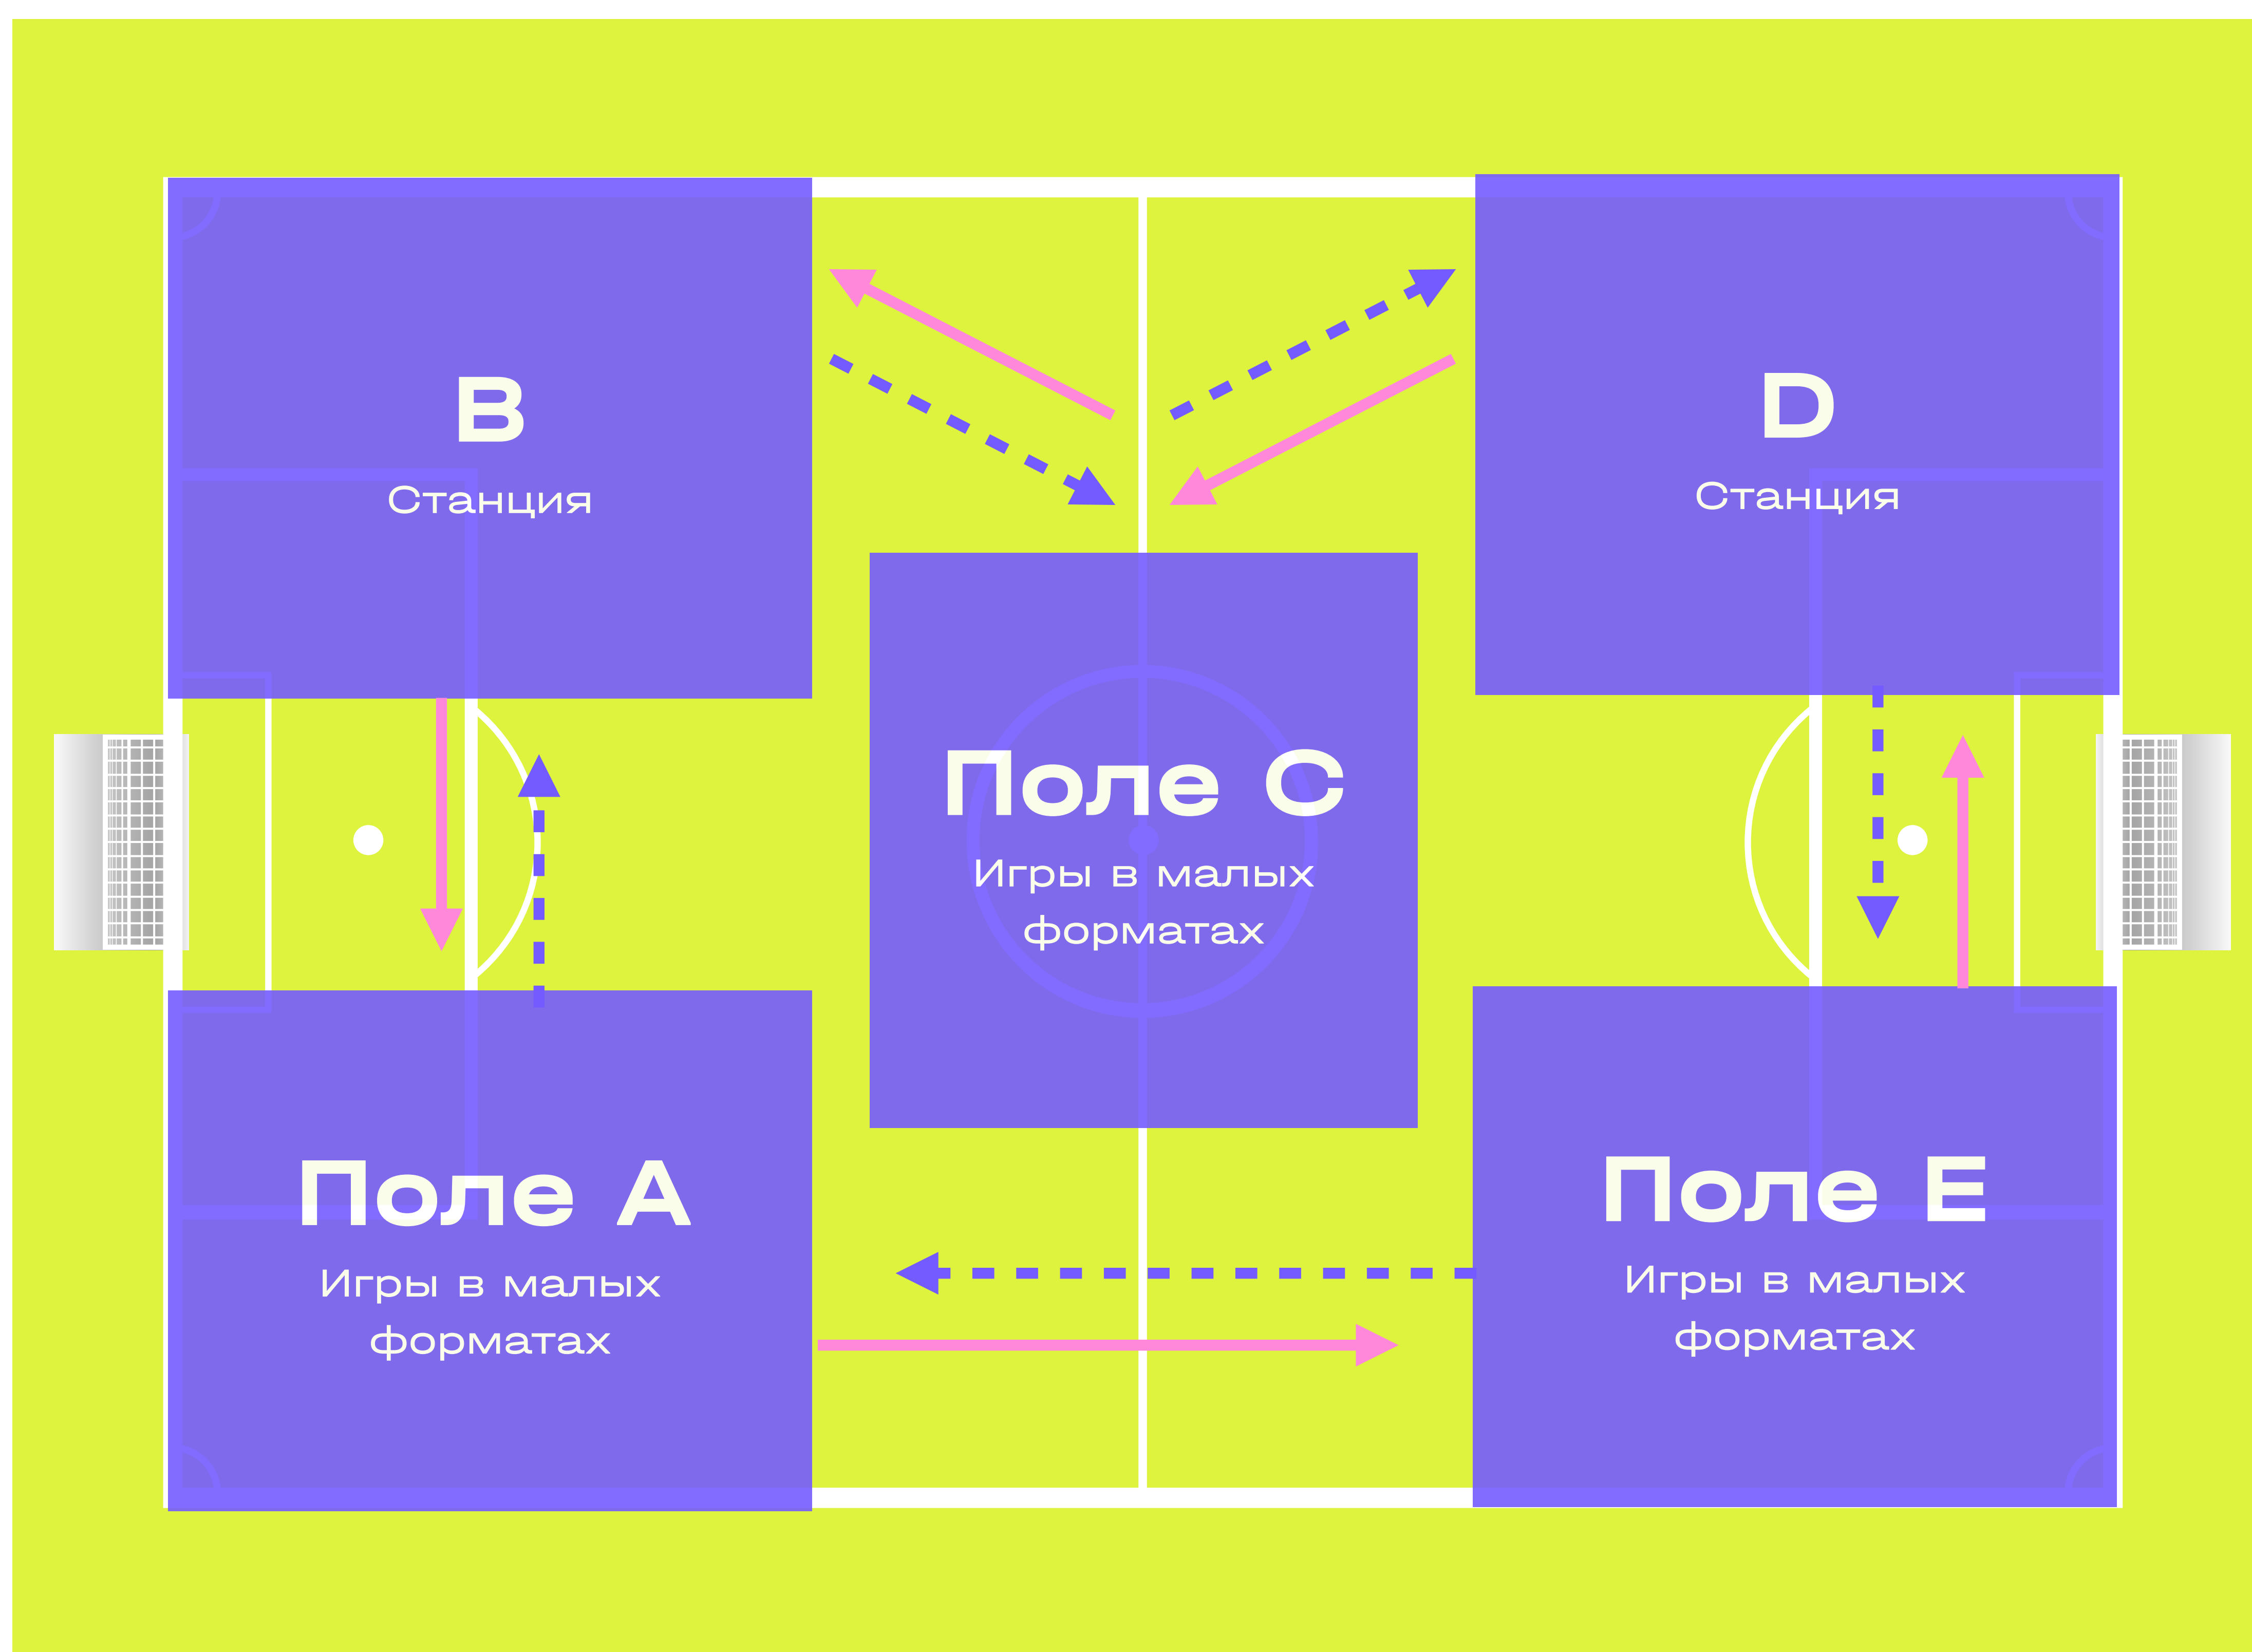 B
Станция
D
Станция
Поле C
Игры в малых
форматах
Поле A
Игры в малых
форматах
Поле E
Игры в малых
форматах